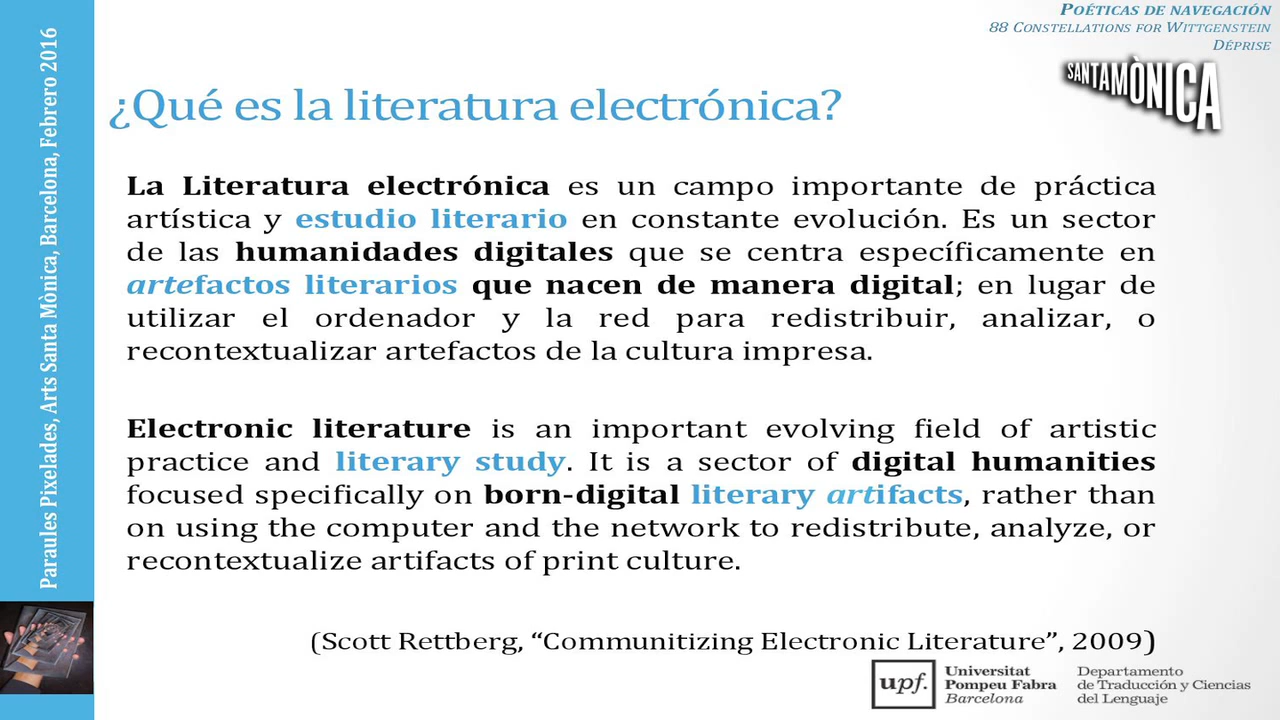 POÉTICAS DE NAVEGACIÓN
88 CONSTELLATIONS FOR WITTGENSTEIN
DÉPRISE
SANTAMÒNICA
Paraules Pixelades, Arts Santa Mònica, Barcelona, Febrero 2016
¿Qué es la literatura electrónica?
La Literatura electrónica es un campo importante de práctica
artística y estudio literario en constante evolución. Es un sector
de las humanidades digitales que se centra específicamente en
artefactos literarios que nacen de manera digital; en lugar de
utilizar el ordenador y la red para redistribuir, analizar, o
recontextualizar artefactos de la cultura impresa.
Electronic literature is an important evolving field of artistic
practice and literary study. It is a sector of digital humanities
focused specifically on born-digital literary artifacts, rather than
on using the computer and the network to redistribute, analyze, or
recontextualize artifacts of print culture.
(Scott Rettberg, “Communitizing Electronic Literature”, 2009)
upf.
Universitat
Pompeu Fabra
Barcelona
Departamento
de Traducción y Ciencias
del Lenguaje